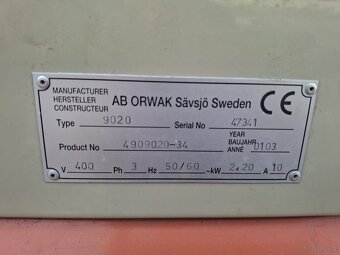 MANUFACTURER
HERSTELLER
CONSTRUCTEUR
AB ORWAK Sävsjö Sweden
CE
Type 9020 Serial No 47341
Product No 4909020-34 YEAR BAUJAHR ANNÉ 0103
V 400 Ph 3 Hz 50/60 -kW 2,20 A 10